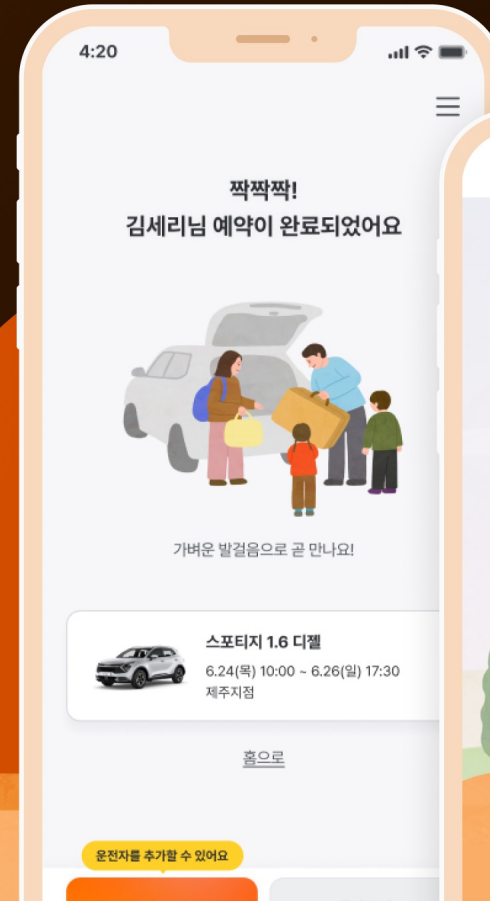 4:20
짝짝짝!
김세리님 예약이 완료되었어요
가벼운 발걸음으로 곧 만나요!
스포티지 1.6 디젤
6.24(목) 10:00 ~ 6.26(일) 17:30
제주지점
홈으로
운전자를 추가할 수 있어요